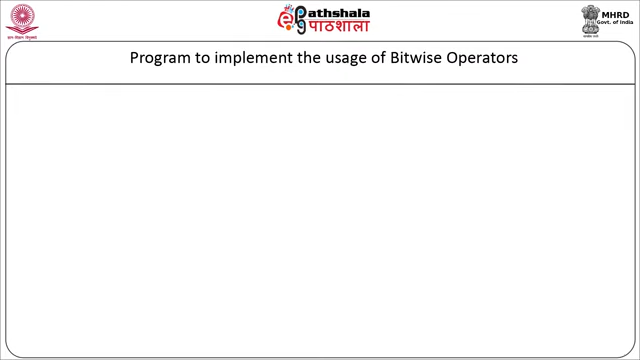 Pathshala
पाठशाला
MHRD
Govt. of India
Program to implement the usage of Bitwise Operators